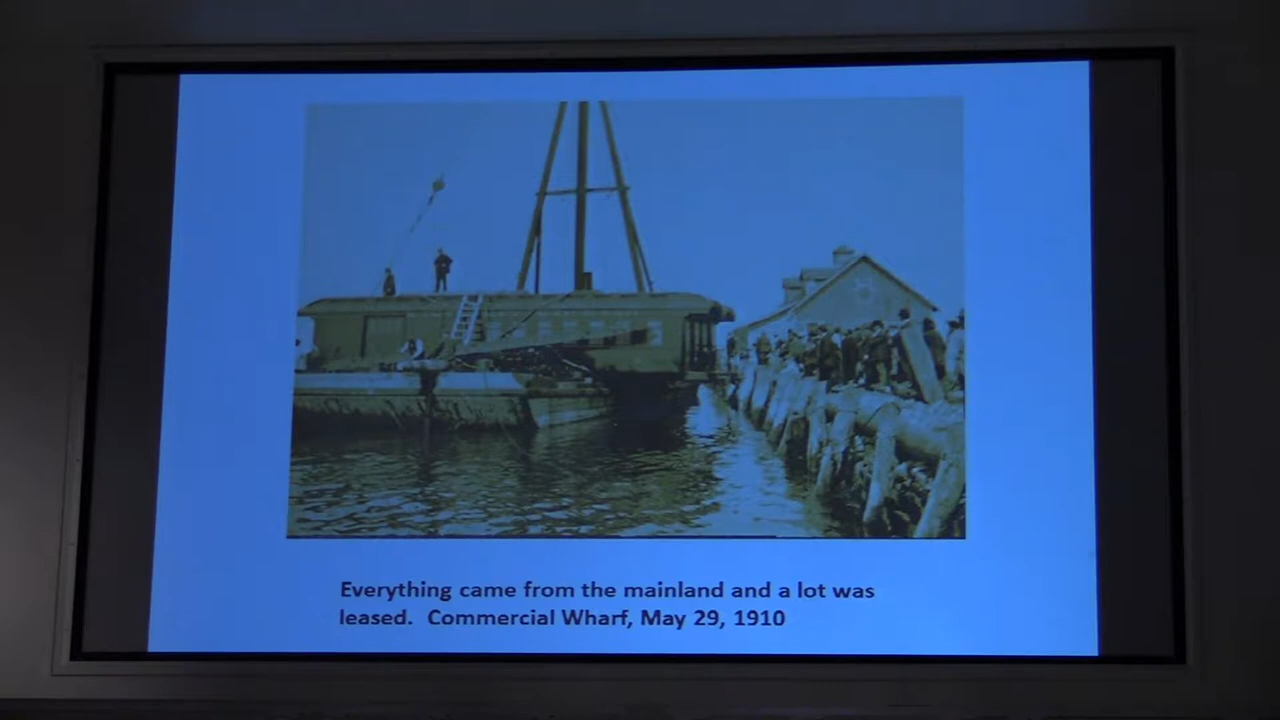 Everything came from the mainland and a lot was
leased.  Commercial Wharf, May 29, 1910